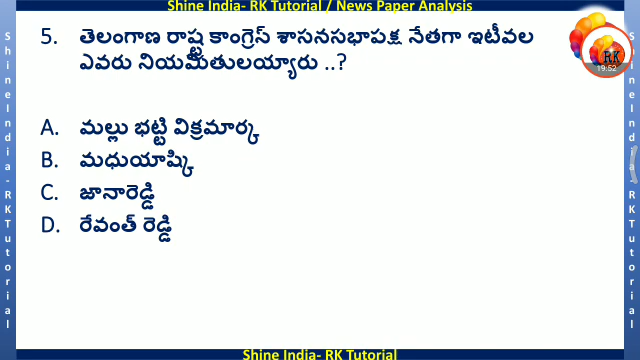 Shine India- RK Tutorial / News Paper Analysis
5. తెలంగాణ రాష్ట్ర కాంగ్రెస్ శాసనసభాపక్ష నేతగా ఇటీవల
ఎవరు నియమితులయ్యారు ..?
A. మల్లు భట్టి విక్రమార్క
B. మధుయాష్కి
C. జానారెడ్డి
D. రేవంత్ రెడ్డి
RK
19:52
Shine India - RK Tutorial
Shine India - RK Tutorial
Shine India- RK Tutorial